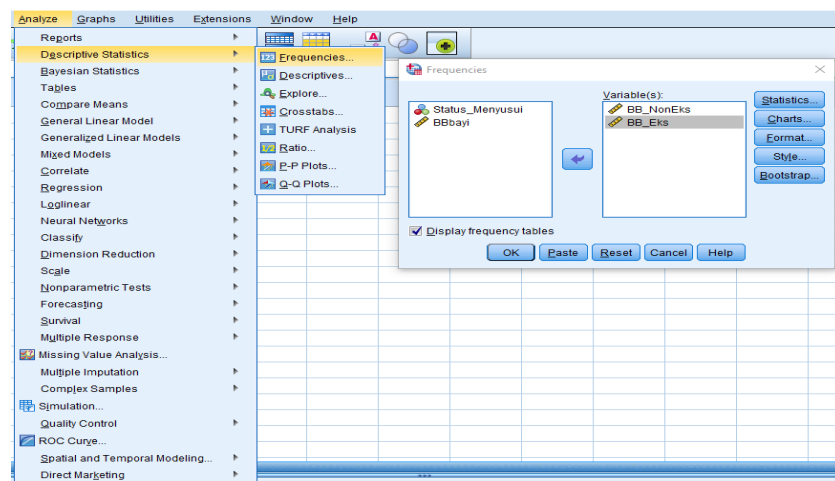 Analyze Graphs Utilities Extensions Window Help
Reports
Descriptive Statistics
Bayesian Statistics
Tables
Compare Means
General Linear Model
Generalized Linear Models
Mixed Models
Correlate
Regression
Loglinear
Neural Networks
Classify
Dimension Reduction
Scale
Nonparametric Tests
Forecasting
Survival
Multiple Response
Missing Value Analysis...
Multiple Imputation
Complex Samples
Simulation...
Quality Control
ROC Curve...
Spatial and Temporal Modeling...
Direct Marketing
Frequencies...
Descriptives...
Explore...
Crosstabs...
TURF Analysis
Ratio...
P-P Plots...
Q-Q Plots...
Frequencies
Status_Menyusui
BBbayi
Variable(s):
BB_NonEks
BB_Eks
Statistics...
Charts...
Format...
Style...
Bootstrap...
Display frequency tables
OK Paste Reset Cancel Help